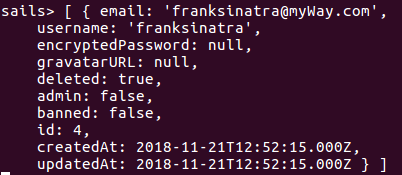 sails> [ { email: 'franksinatra@myWay.com',
username: 'franksinatra',
encryptedPassword: null,
gravatarURL: null,
deleted: true,
admin: false,
banned: false,
id: 4,
createdAt: 2018-11-21T12:52:15.000Z,
updatedAt: 2018-11-21T12:52:15.000Z } ]